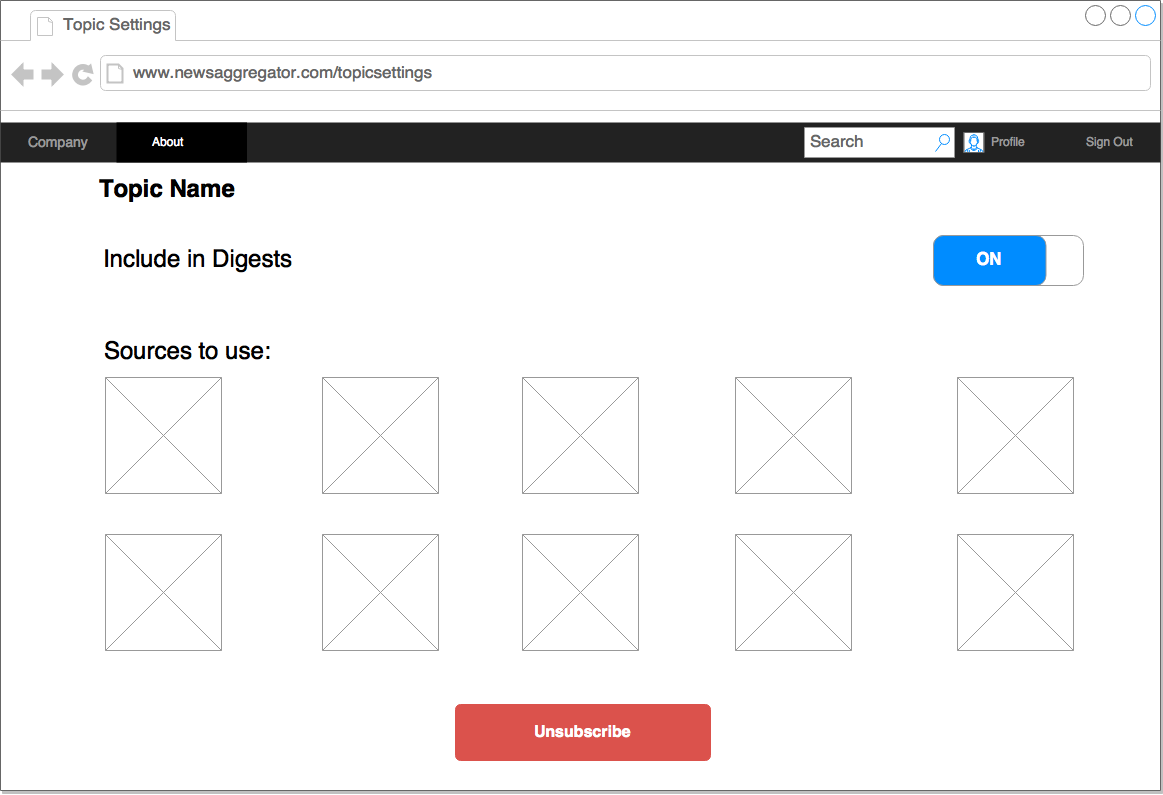 Topic Settings
www.newsaggregator.com/topicsettings
Company About Search Profile Sign Out
Topic Name
Include in Digests ON
Sources to use:
Unsubscribe